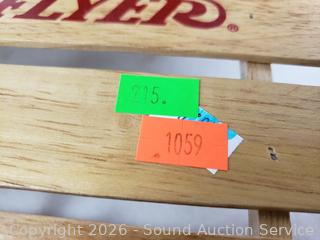 FLYER®
215.
1059
Copyright 2026 - Sound Auction Service